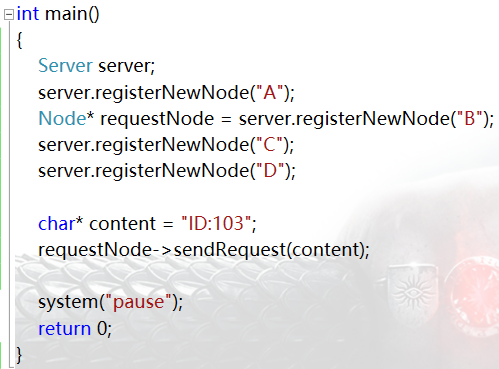 int main()
{
Server server;
server.registerNewNode("A");
Node* requestNode = server.registerNewNode("B");
server.registerNewNode("C");
server.registerNewNode("D");
char* content = "ID:103";
requestNode->sendRequest(content);
system("pause");
return 0;
}